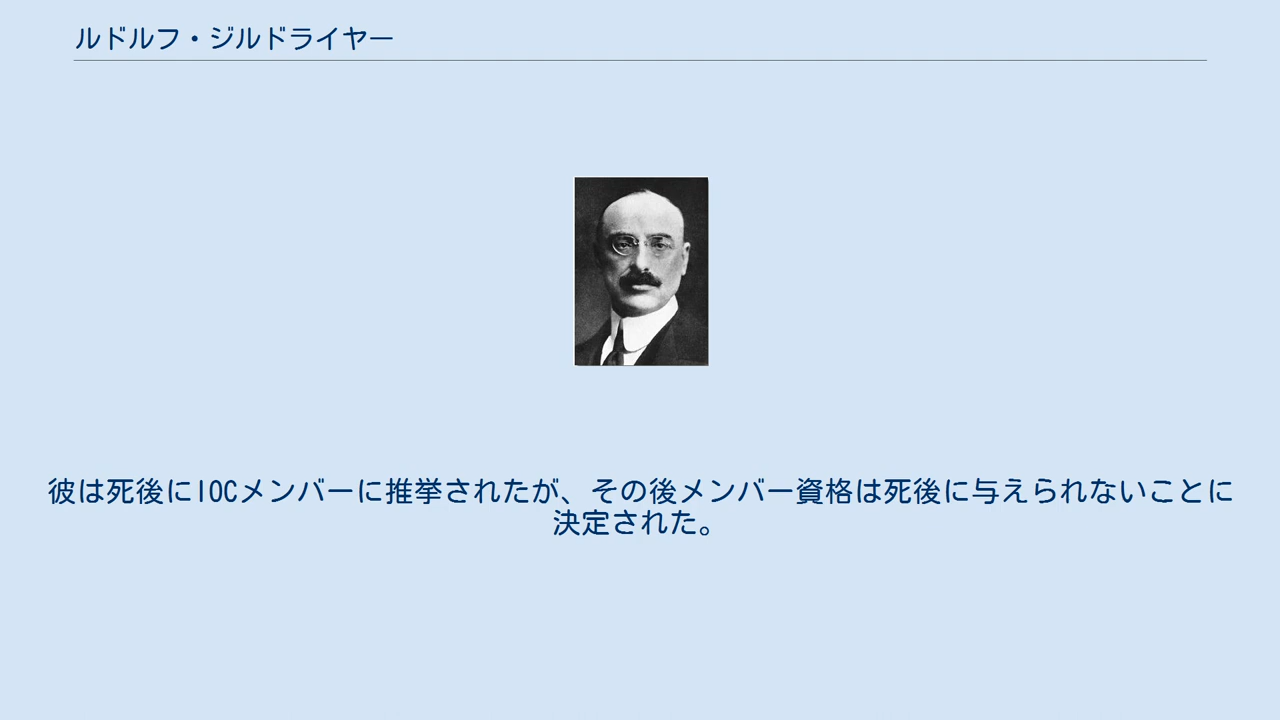 ルドルフ・ジルドライヤー
彼は死後にIOCメンバーに推挙されたが、その後メンバー資格は死後に与えられないことに
決定された。